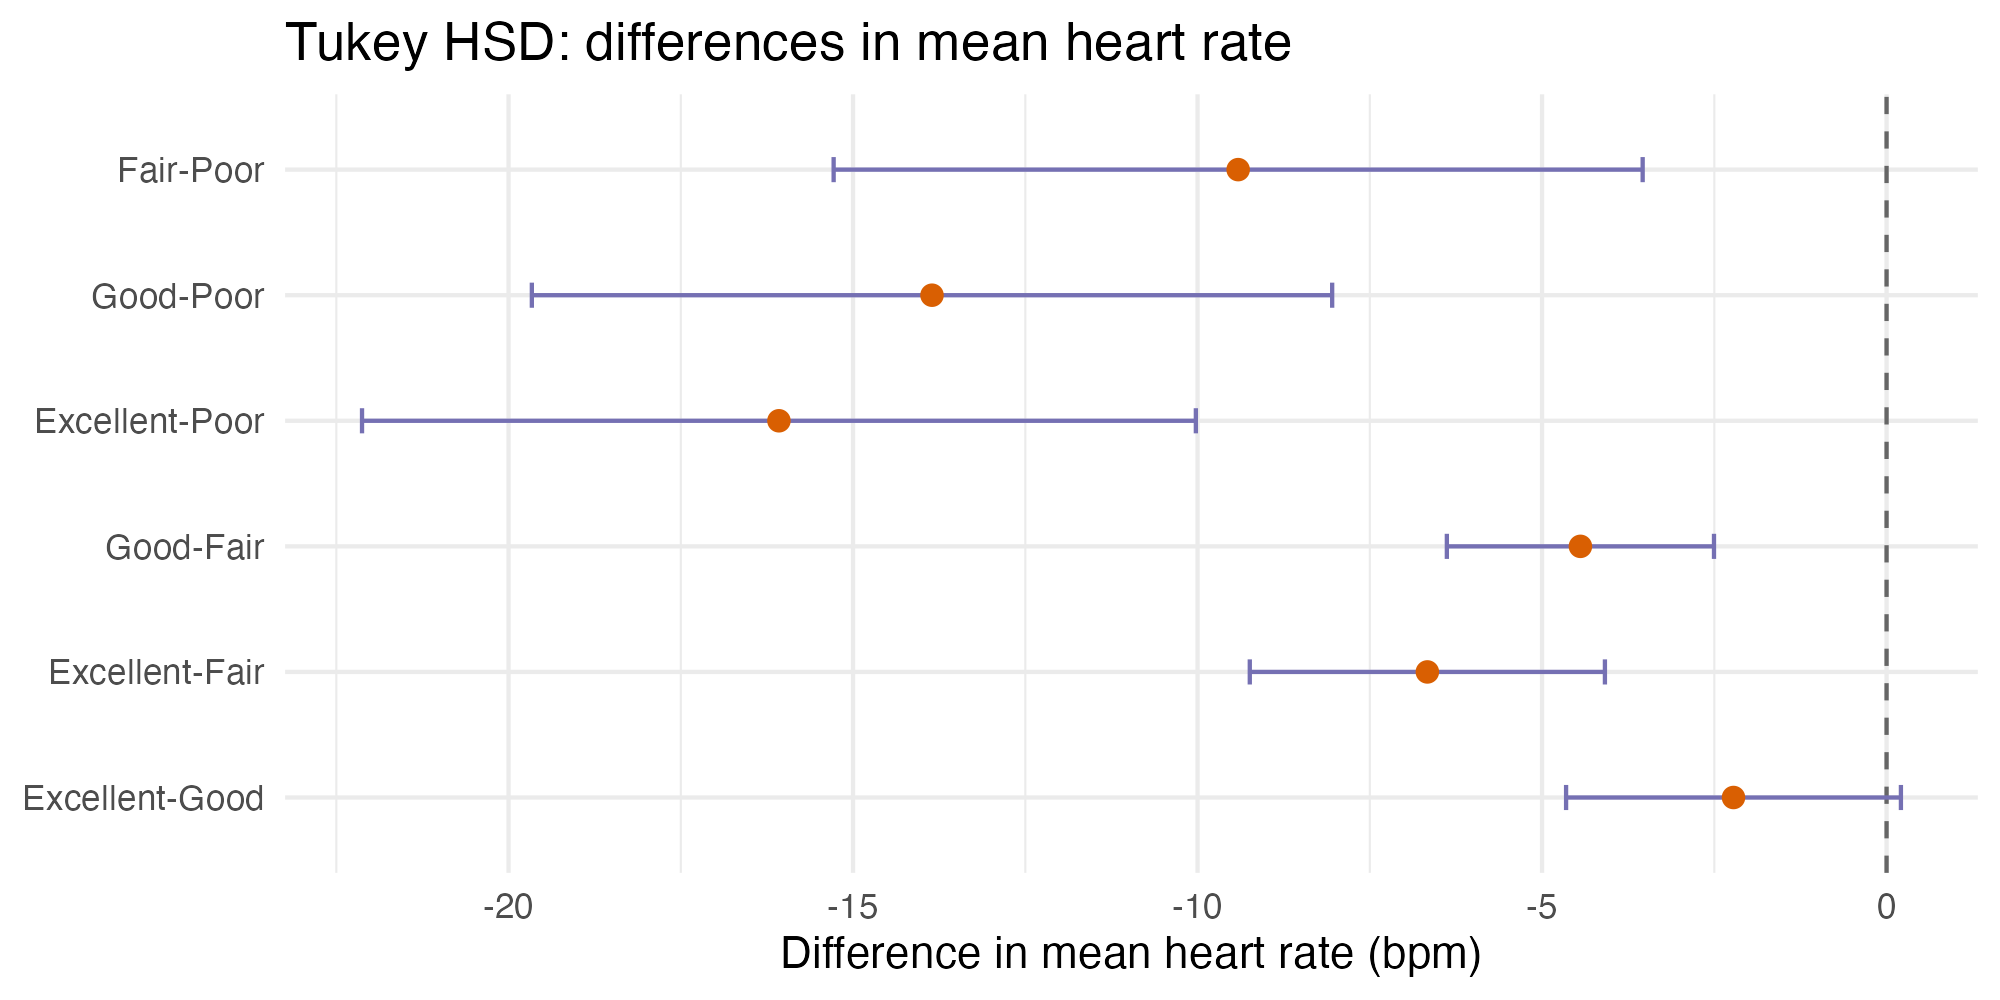 Tukey HSD: differences in mean heart rate
Fair-Poor
Good-Poor
Excellent-Poor
Good-Fair
Excellent-Fair
Excellent-Good
-20 -15 -10 -5 0
Difference in mean heart rate (bpm)